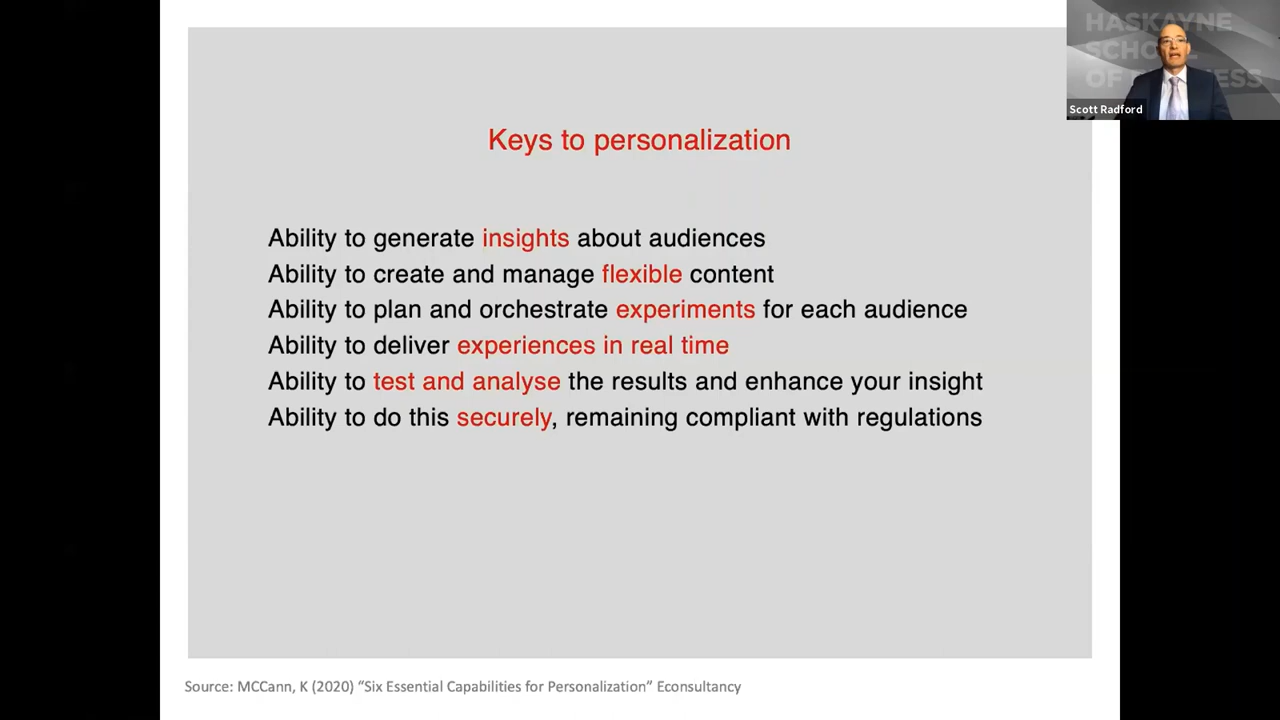 HASKAYNE
SCHOOL
OF BUSINESS
Scott Radford
Keys to personalization
Ability to generate insights about audiences
Ability to create and manage flexible content
Ability to plan and orchestrate experiments for each audience
Ability to deliver experiences in real time
Ability to test and analyse the results and enhance your insight
Ability to do this securely, remaining compliant with regulations
Source: MCCann, K (2020) “Six Essential Capabilities for Personalization” Econsultancy